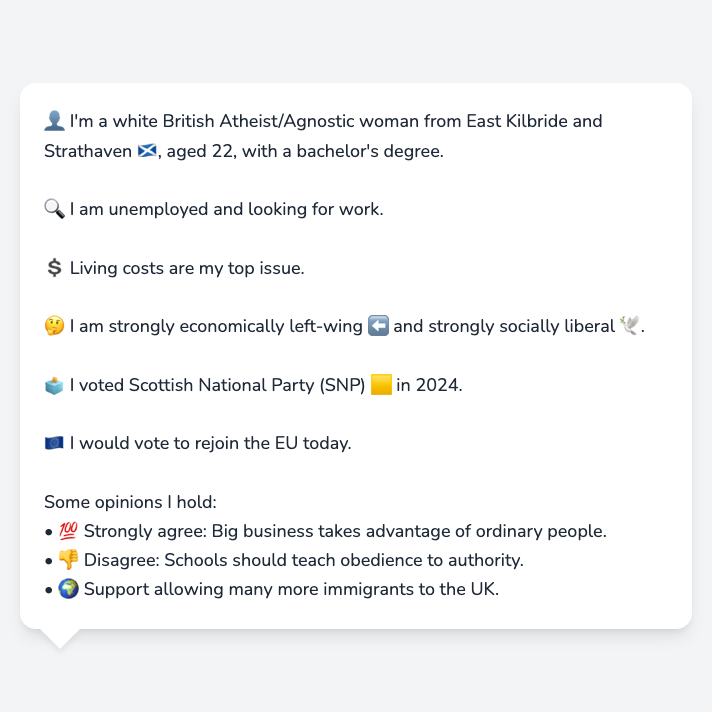 👤 I'm a white British Atheist/Agnostic woman from East Kilbride and
Strathaven 🏴󠁧󠁢󠁳󠁣󠁴󠁿, aged 22, with a bachelor's degree.
🔍 I am unemployed and looking for work.
💲 Living costs are my top issue.
🤔 I am strongly economically left-wing ⬅️ and strongly socially liberal 🕊️.
🗳️ I voted Scottish National Party (SNP) 🟨 in 2024.
🇪🇺 I would vote to rejoin the EU today.
Some opinions I hold:
• 💯 Strongly agree: Big business takes advantage of ordinary people.
• 👎 Disagree: Schools should teach obedience to authority.
• 🌍 Support allowing many more immigrants to the UK.